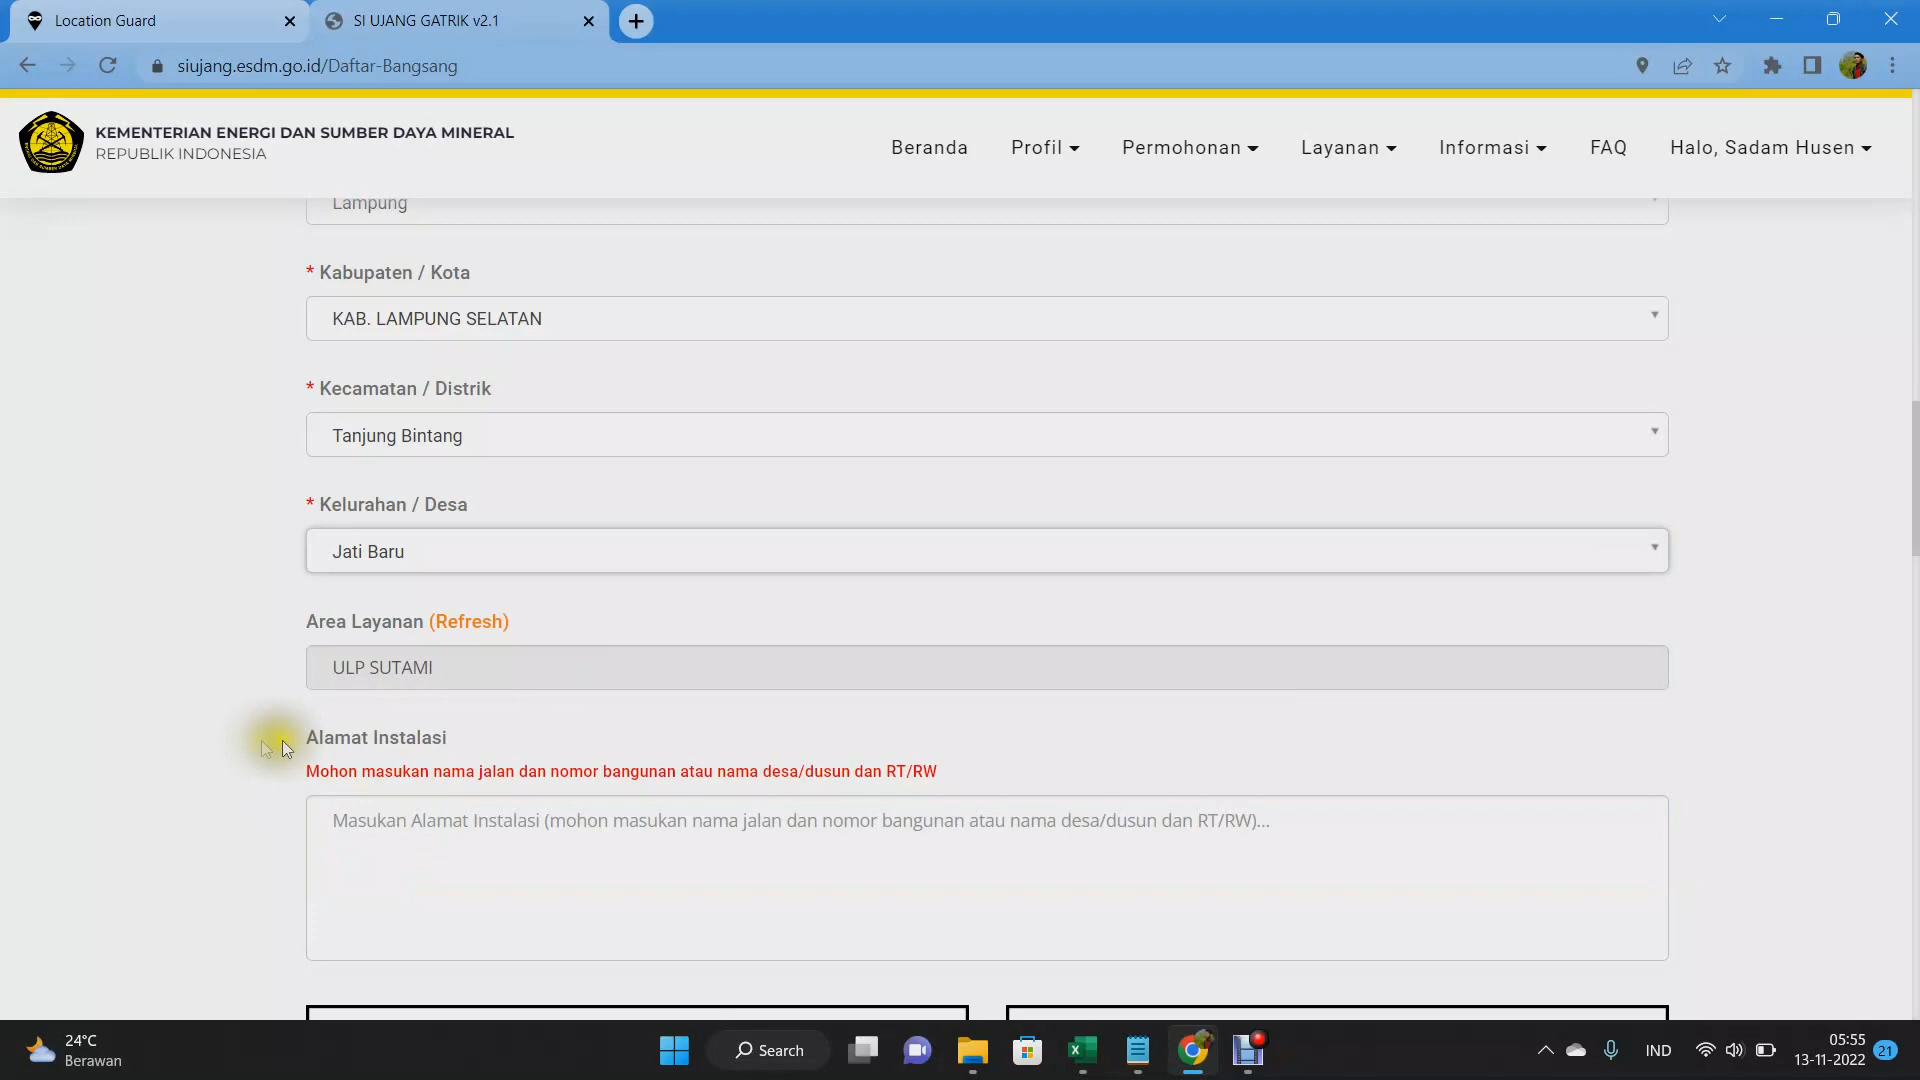 Location Guard
SI UJANG GATRIK v2.1
siujang.esdm.go.id/Daftar-Bangsang
KEMENTERIAN ENERGI DAN SUMBER DAYA MINERAL
REPUBLIK INDONESIA
Beranda Profil Permohonan Layanan Informasi FAQ Halo, Sadam Husen
Lampung
* Kabupaten / Kota
KAB. LAMPUNG SELATAN
* Kecamatan / Distrik
Tanjung Bintang
* Kelurahan / Desa
Jati Baru
Area Layanan (Refresh)
ULP SUTAMI
Alamat Instalasi
Mohon masukan nama jalan dan nomor bangunan atau nama desa/dusun dan RT/RW
Masukan Alamat Instalasi (mohon masukan nama jalan dan nomor bangunan atau nama desa/dusun dan RT/RW)...
24°C
Berawan
Search
IND
05:55
13-11-2022
21